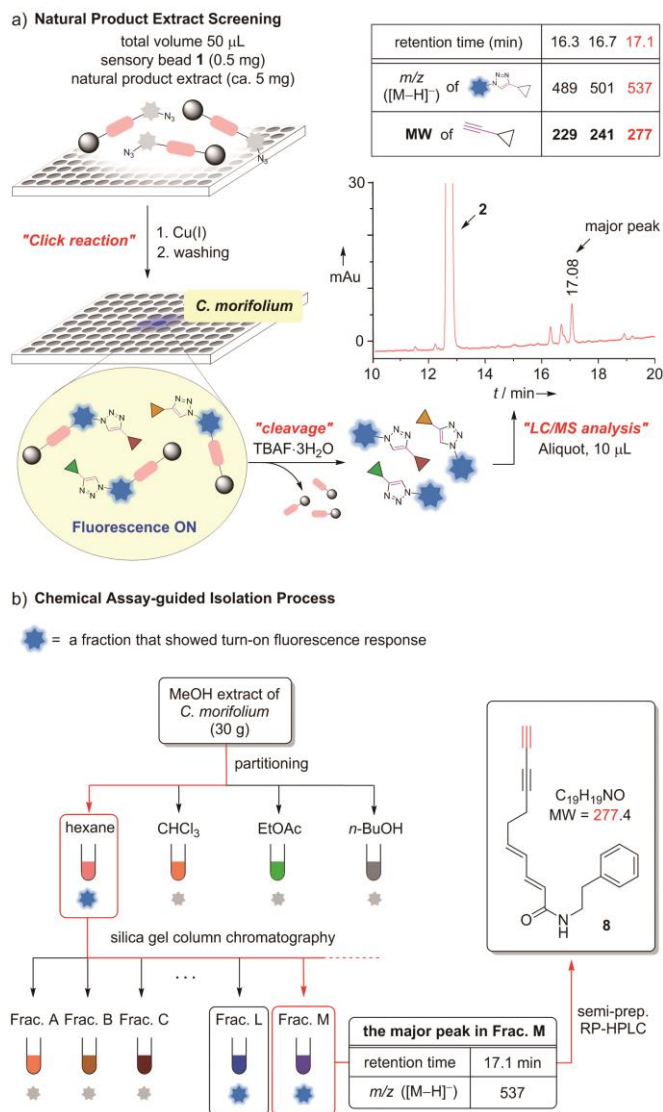 a) Natural Product Extract Screening
total volume 50 μL
sensory bead 1 (0.5 mg)
natural product extract (ca. 5 mg)
N₃
N₃
N₃
"Click reaction"
1. Cu(I)
2. washing
C. morifolium
retention time (min) 16.3 16.7 17.1
m/z ([M–H]⁻) of N=N N 489 501 537
MW of 229 241 277
30
mAu
0
2
major peak
17.08
10 12 14 16 18 20
t / min
N N N
N N N
N N N
Fluorescence ON
"cleavage"
TBAF·3H₂O
N N N
N N N
N N N
"LC/MS analysis"
Aliquot, 10 μL
b) Chemical Assay-guided Isolation Process
= a fraction that showed turn-on fluorescence response
MeOH extract of
C. morifolium
(30 g)
partitioning
hexane CHCl₃ EtOAc n-BuOH
silica gel column chromatography
...
Frac. A Frac. B Frac. C Frac. L Frac. M
the major peak in Frac. M
retention time 17.1 min
m/z ([M–H]⁻) 537
semi-prep.
RP-HPLC
C₁₉H₁₉NO
MW = 277.4
O
N
H
8